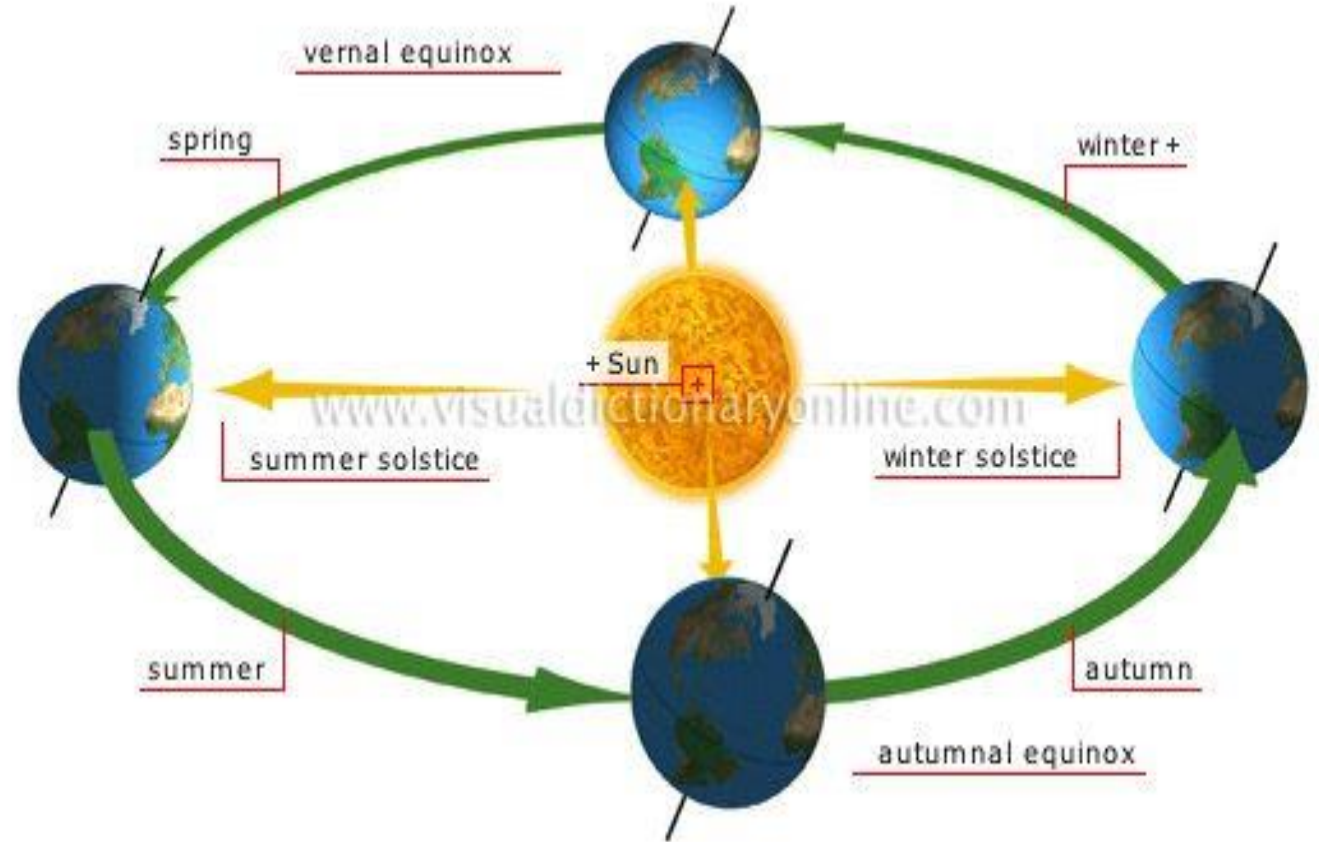 vernal equinox
spring
winter +
+ Sun
+
www.visualdictionaryonline.com
summer solstice
winter solstice
summer
autumn
autumnal equinox